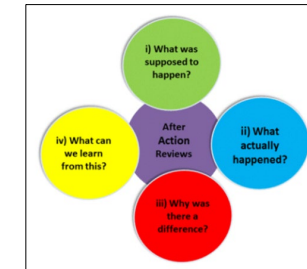 i) What was
supposed to
happen?
After
Action
Reviews
ii) What
actually
happened?
iii) Why was
there a
difference?
iv) What can
we learn
from this?